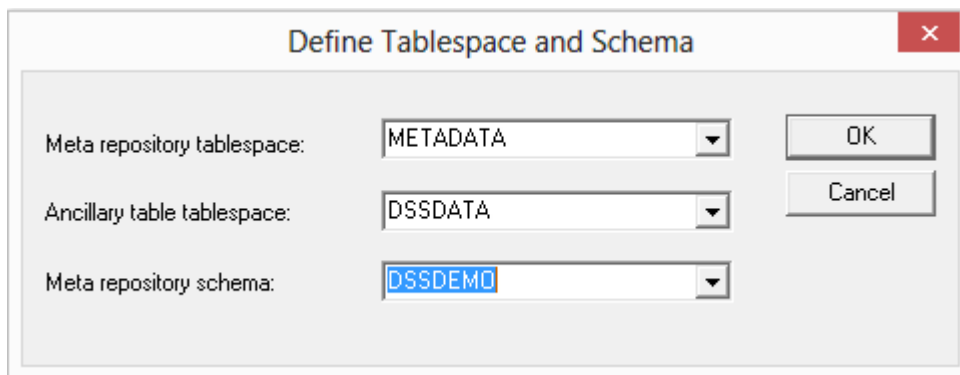 Define Tablespace and Schema
Meta repository tablespace: METADATA OK
Ancillary table tablespace: DSSDATA Cancel
Meta repository schema: DSSDEMO